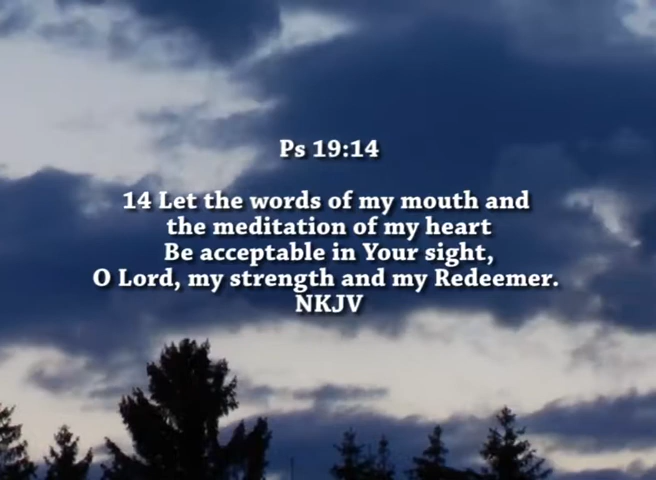 Ps 19:14
14 Let the words of my mouth and
the meditation of my heart
Be acceptable in Your sight,
O Lord, my strength and my Redeemer.
NKJV